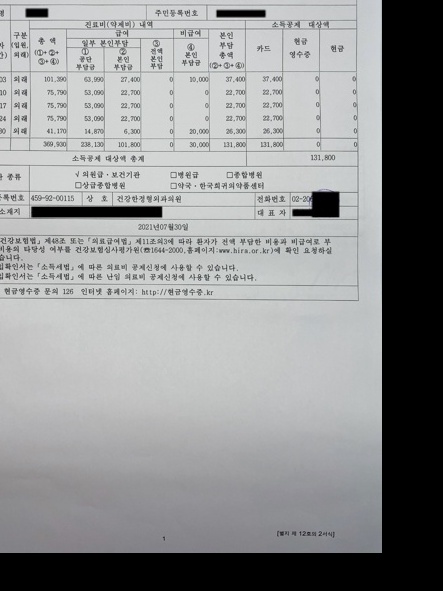 명 주민등록번호
진료비(약제비) 내역 소득공제 대상액
구분 (입원, 외래) 총 액 (①+②+③+④) 급여 비급여 본인 부담 총액 (②+③+④) 카드 현금 영수증 현금
일부 본인부담 ③ 전액 본인 부담 ④ 본인 부담금
① 공단 부담금 ② 본인 부담금
03 외래 101,390 63,990 27,400 0 10,000 37,400 37,400 0 0
10 외래 75,790 53,090 22,700 0 0 22,700 22,700 0 0
17 외래 75,790 53,090 22,700 0 0 22,700 22,700 0 0
24 외래 75,790 53,090 22,700 0 0 22,700 22,700 0 0
30 외래 41,170 14,870 6,300 0 20,000 26,300 26,300 0 0
369,930 238,130 101,800 0 30,000 131,800 131,800 0 0
소득공제 대상액 총계 131,800
종류 √ 의원급·보건기관 □병원급 □종합병원
□상급종합병원 □약국·한국희귀의약품센터
록번호 459-92-00115 상 호 건강한정형외과의원 전화번호 02-20
소재지 대 표 자
2021년07월30일
건강보험법」제48조 또는「의료급여법」제11조의3에 따라 환자가 전액 부담한 비용과 비급여로 부
비용의 타당성 여부를 건강보험심사평가원(☎1644-2000,홈페이지:www.hira.or.kr)에 확인 요청하실
습니다.
입확인서는「소득세법」에 따른 의료비 공제신청에 사용할 수 있습니다.
입확인서는「소득세법」에 따른 난임 의료비 공제신청에 사용할 수 있습니다.
현금영수증 문의 126 인터넷 홈페이지: http://현금영수증.kr
1
[별지 제 12호의 2서식]